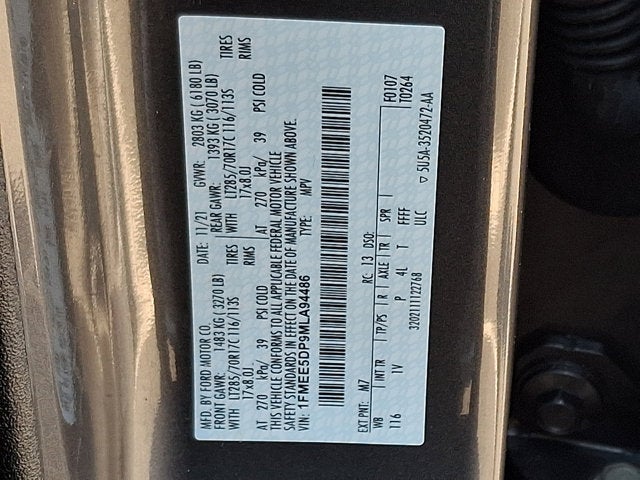 MFD. BY FORD MOTOR CO.
DATE: 11/21 GVWR: 2803 KG ( 6180 LB)
FRONT GAWR: 1483 KG ( 3270 LB) REAR GAWR: 1393 KG ( 3070 LB)
LT285/70R17C 116/113S WITH LT285/70R17C 116/113S TIRES
17x8.0J RIMS 17x8.0J RIMS
AT 270 kPa/ 39 PSI COLD AT 270 kPa/ 39 PSI COLD
THIS VEHICLE CONFORMS TO ALL APPLICABLE FEDERAL MOTOR VEHICLE
SAFETY STANDARDS IN EFFECT ON THE DATE OF MANUFACTURE SHOWN ABOVE.
VIN: 1FMEE5DP9MLA94486 TYPE: MPV
EXT PNT: M7 RC: 13 DSO: F0107
T0264
WB INT TR TP/PS R AXLE TR SPR
116 1V P 4L T FFFF
3202111122768 ULC ▽ 5U5A-3520472-AA